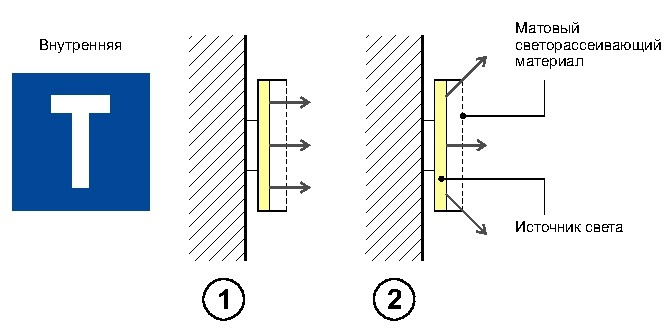 Внутренняя
T
1
2
Матовый
светорассеивающий
материал
Источник света